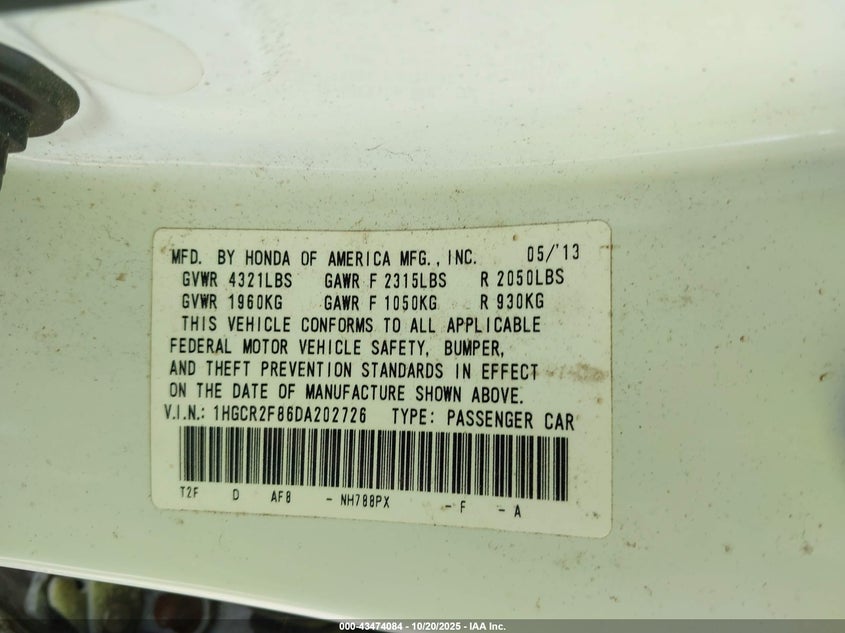 MFD. BY HONDA OF AMERICA MFG., INC. 05/'13
GVWR 4321LBS GAWR F 2315LBS R 2050LBS
GVWR 1960KG GAWR F 1050KG R 930KG
THIS VEHICLE CONFORMS TO ALL APPLICABLE
FEDERAL MOTOR VEHICLE SAFETY, BUMPER,
AND THEFT PREVENTION STANDARDS IN EFFECT
ON THE DATE OF MANUFACTURE SHOWN ABOVE.
V.I.N.: 1HGCR2F86DA202726 TYPE: PASSENGER CAR
T2F D AF8 - NH788PX - F - A
000-43474084 - 10/20/2025 - IAA Inc.